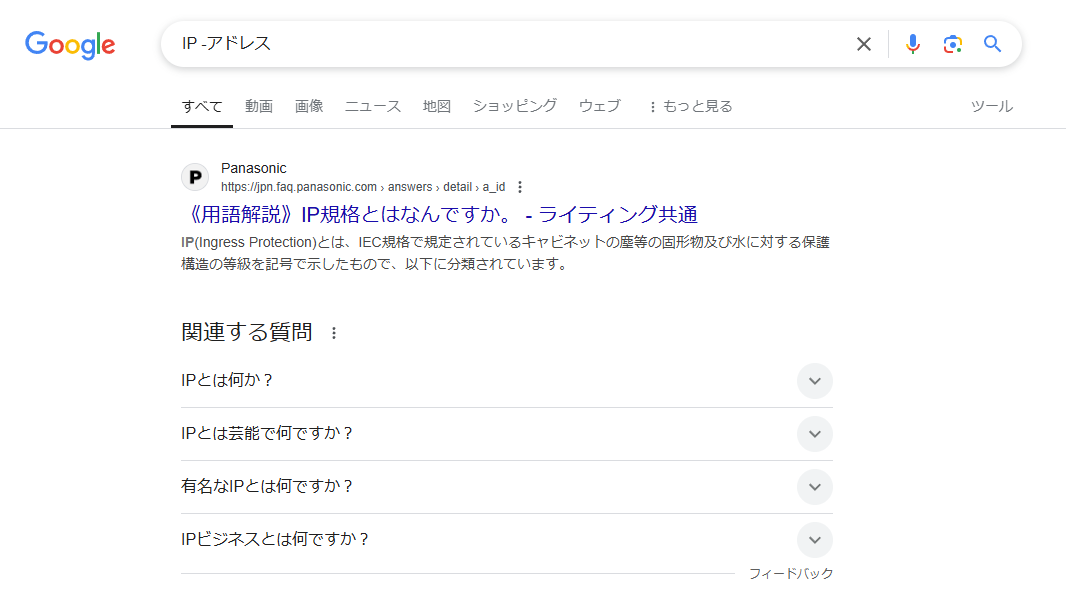 Google
IP -アドレス
すべて 動画 画像 ニュース 地図 ショッピング ウェブ もっと見る ツール
Panasonic
https://jpn.faq.panasonic.com › answers › detail › a_id
《用語解説》IP規格とはなんですか。 - ライティング共通
IP(Ingress Protection)とは、IEC規格で規定されているキャビネットの塵等の固形物及び水に対する保護
構造の等級を記号で示したもので、以下に分類されています。
関連する質問
IPとは何か？
IPとは芸能で何ですか？
有名なIPとは何ですか？
IPビジネスとは何ですか？
フィードバック